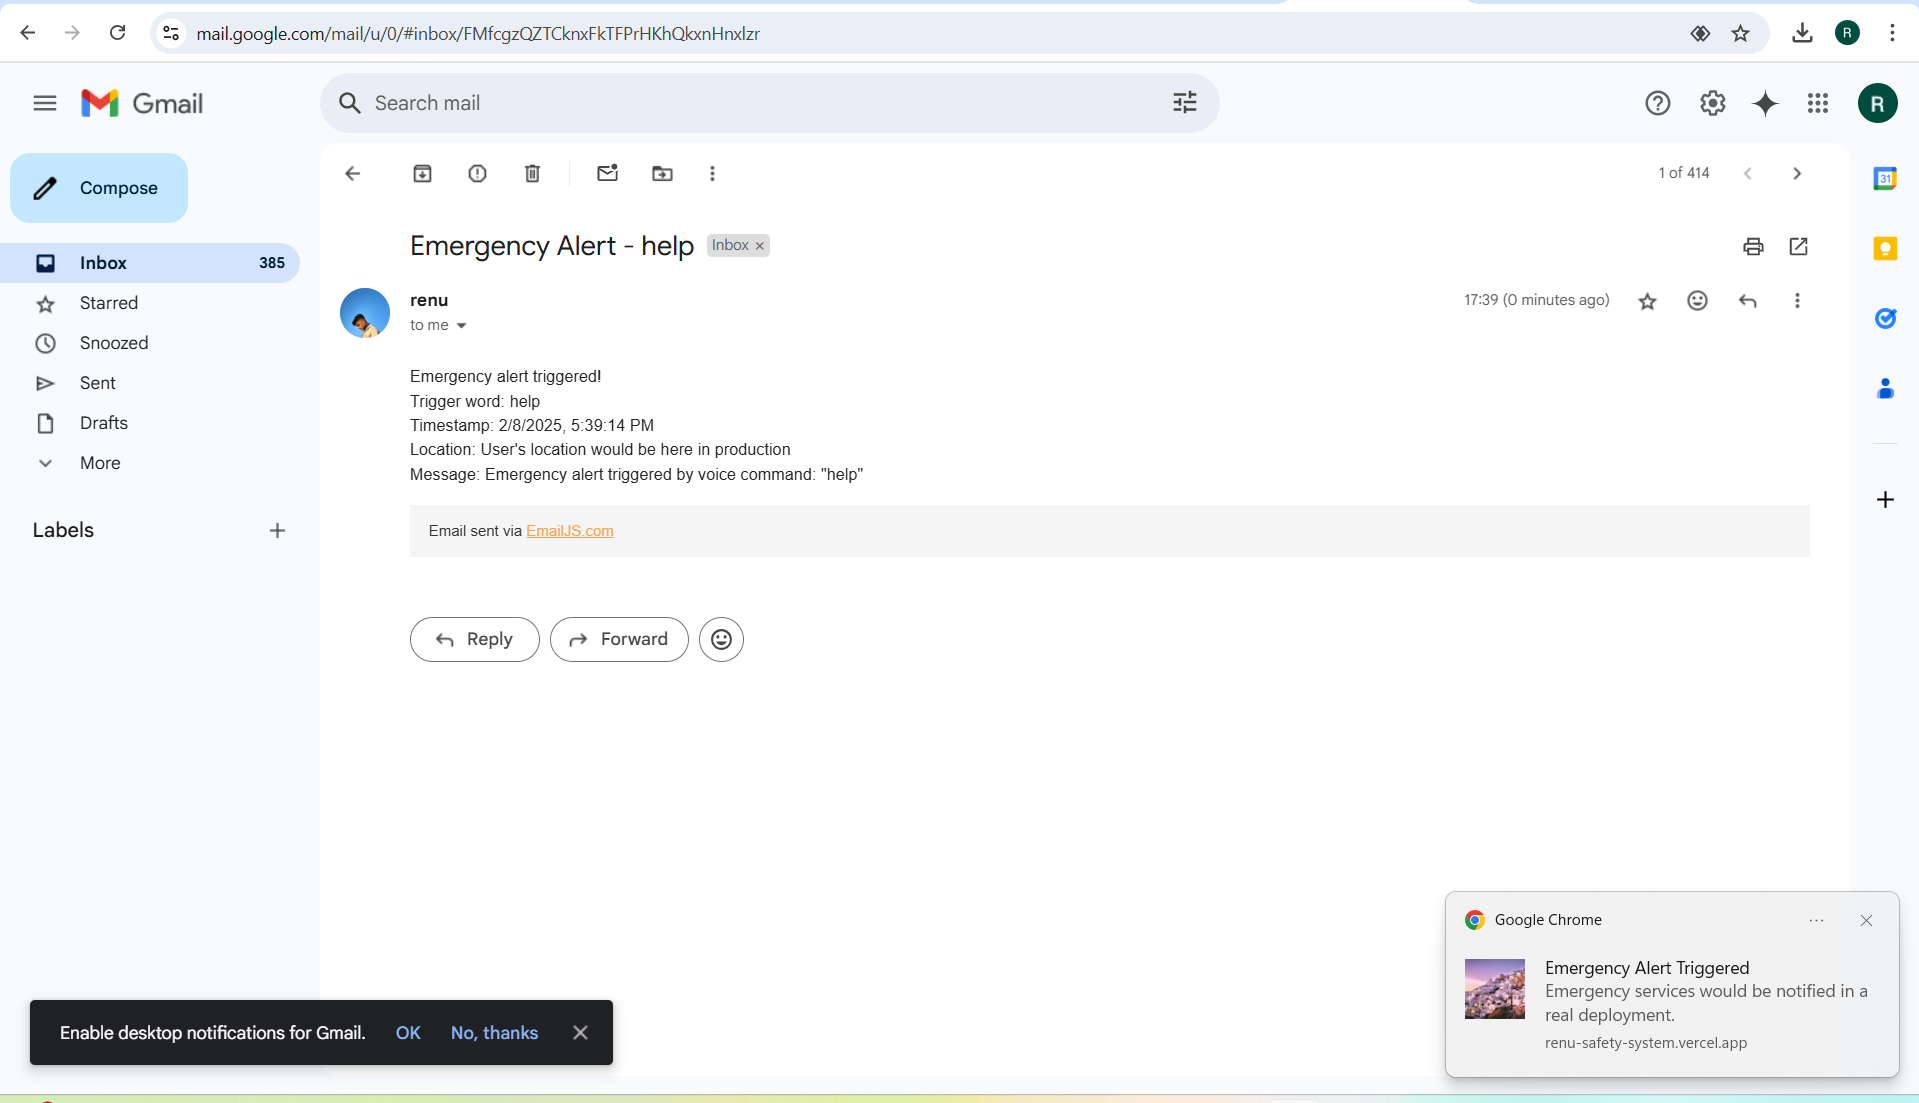 mail.google.com/mail/u/0/#inbox/FMfcgzQZTCknxFkTFPrHKhQkxnHnxlzr
R
Gmail
Search mail
R
Compose
1 of 414
31
Emergency Alert - help Inbox ×
Inbox 385
Starred
Snoozed
Sent
Drafts
More
Labels
renu
17:39 (0 minutes ago)
to me
Emergency alert triggered!
Trigger word: help
Timestamp: 2/8/2025, 5:39:14 PM
Location: User's location would be here in production
Message: Emergency alert triggered by voice command: "help"
Email sent via EmailJS.com
Reply
Forward
Google Chrome
Emergency Alert Triggered
Emergency services would be notified in a
real deployment.
renu-safety-system.vercel.app
Enable desktop notifications for Gmail. OK No, thanks